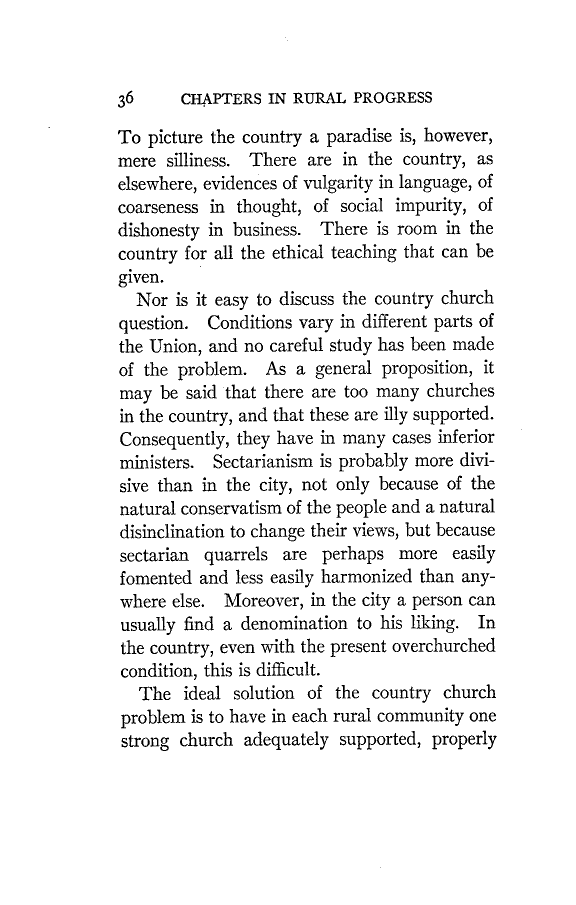 36 CHAPTERS IN RURAL PROGRESS
To picture the country a paradise is, however,
mere silliness. There are in the country, as
elsewhere, evidences of vulgarity in language, of
coarseness in thought, of social impurity, of
dishonesty in business. There is room in the
country for all the ethical teaching that can be
given.
Nor is it easy to discuss the country church
question. Conditions vary in different parts of
the Union, and no careful study has been made
of the problem. As a general proposition, it
may be said that there are too many churches
in the country, and that these are illy supported.
Consequently, they have in many cases inferior
ministers. Sectarianism is probably more divi-
sive than in the city, not only because of the
natural conservatism of the people and a natural
disinclination to change their views, but because
sectarian quarrels are perhaps more easily
fomented and less easily harmonized than any-
where else. Moreover, in the city a person can
usually find a denomination to his liking. In
the country, even with the present overchurched
condition, this is difficult.
The ideal solution of the country church
problem is to have in each rural community one
strong church adequately supported, properly